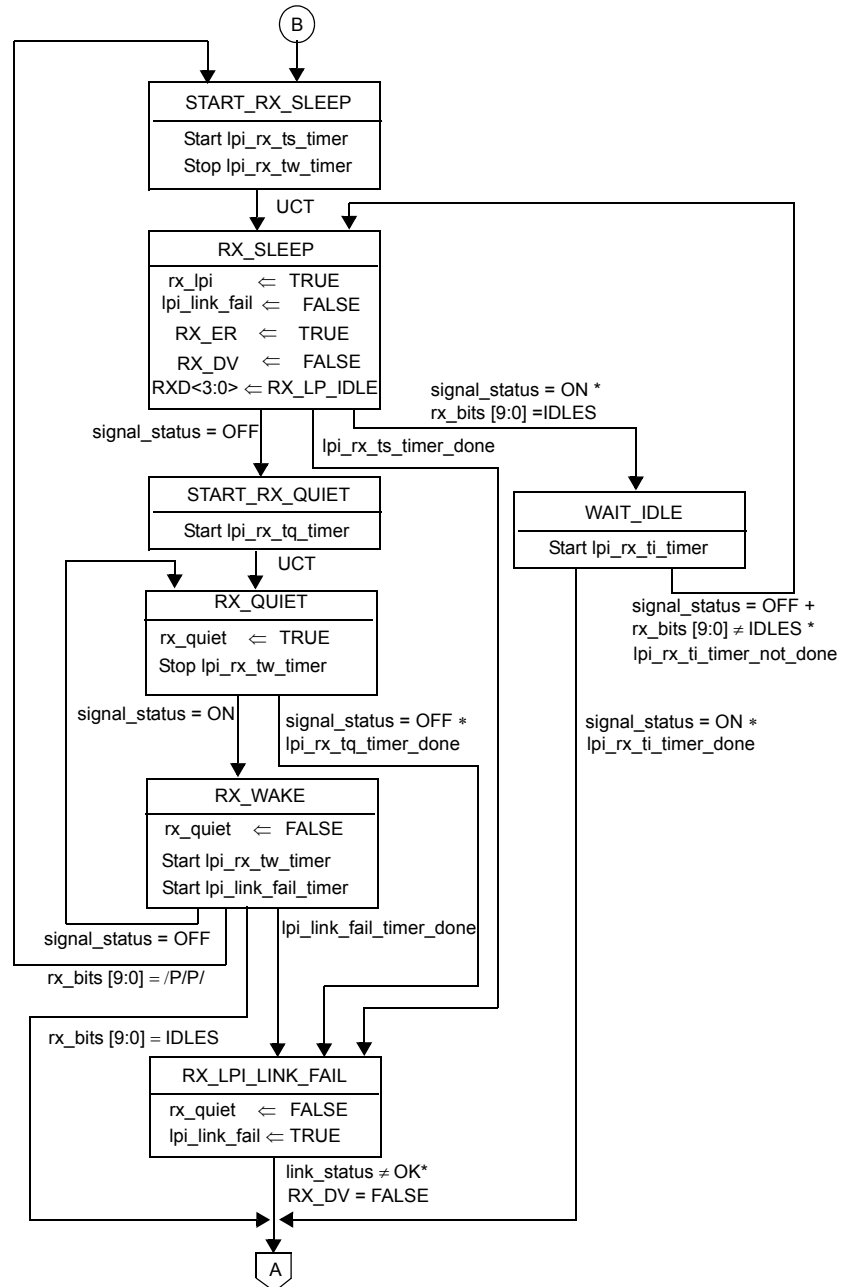 B
START_RX_SLEEP
Start lpi_rx_ts_timer
Stop lpi_rx_tw_timer
UCT
RX_SLEEP
rx_lpi ⇐ TRUE
lpi_link_fail ⇐ FALSE
RX_ER ⇐ TRUE
RX_DV ⇐ FALSE
RXD<3:0> ⇐ RX_LP_IDLE
signal_status = OFF
lpi_rx_ts_timer_done
signal_status = ON *
rx_bits [9:0] =IDLES
START_RX_QUIET
Start lpi_rx_tq_timer
UCT
WAIT_IDLE
Start lpi_rx_ti_timer
signal_status = OFF +
rx_bits [9:0] ≠ IDLES *
lpi_rx_ti_timer_not_done
signal_status = ON *
lpi_rx_ti_timer_done
RX_QUIET
rx_quiet ⇐ TRUE
Stop lpi_rx_tw_timer
signal_status = ON
signal_status = OFF *
lpi_rx_tq_timer_done
RX_WAKE
rx_quiet ⇐ FALSE
Start lpi_rx_tw_timer
Start lpi_link_fail_timer
signal_status = OFF
lpi_link_fail_timer_done
rx_bits [9:0] = /P/P/
rx_bits [9:0] = IDLES
RX_LPI_LINK_FAIL
rx_quiet ⇐ FALSE
lpi_link_fail ⇐ TRUE
link_status ≠ OK*
RX_DV = FALSE
A